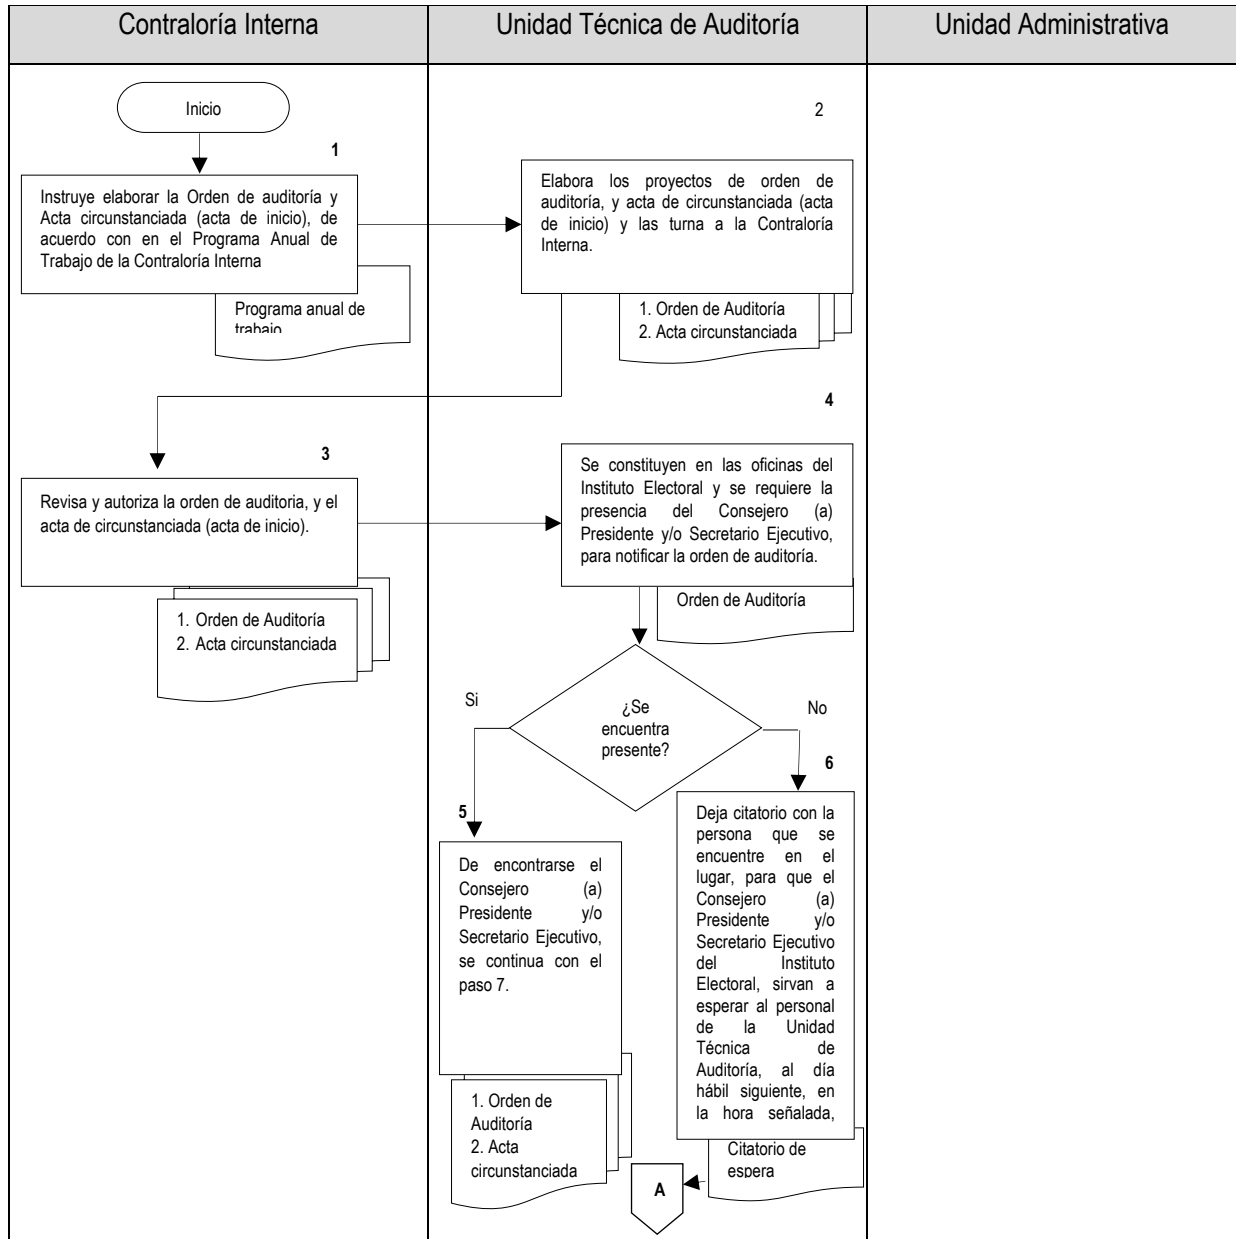 Contraloría Interna
Unidad Técnica de Auditoría
Unidad Administrativa
Inicio
1
Instruye elaborar la Orden de auditoría y
Acta circunstanciada (acta de inicio), de
acuerdo con en el Programa Anual de
Trabajo de la Contraloría Interna
Programa anual de
trabajo
2
Elabora los proyectos de orden de
auditoría, y acta de circunstanciada (acta
de inicio) y las turna a la Contraloría
Interna.
1. Orden de Auditoría
2. Acta circunstanciada
3
Revisa y autoriza la orden de auditoria, y el
acta de circunstanciada (acta de inicio).
1. Orden de Auditoría
2. Acta circunstanciada
4
Se constituyen en las oficinas del
Instituto Electoral y se requiere la
presencia del Consejero (a)
Presidente y/o Secretario Ejecutivo,
para notificar la orden de auditoría.
Orden de Auditoría
¿Se
encuentra
presente?
Si
No
5
De encontrarse el
Consejero (a)
Presidente y/o
Secretario Ejecutivo,
se continua con el
paso 7.
1. Orden de
Auditoría
2. Acta
circunstanciada
6
Deja citatorio con la
persona que se
encuentre en el
lugar, para que el
Consejero (a)
Presidente y/o
Secretario Ejecutivo
del Instituto
Electoral, sirvan a
esperar al personal
de la Unidad
Técnica de
Auditoría, al día
hábil siguiente, en
la hora señalada,
Citatorio de
espera
A